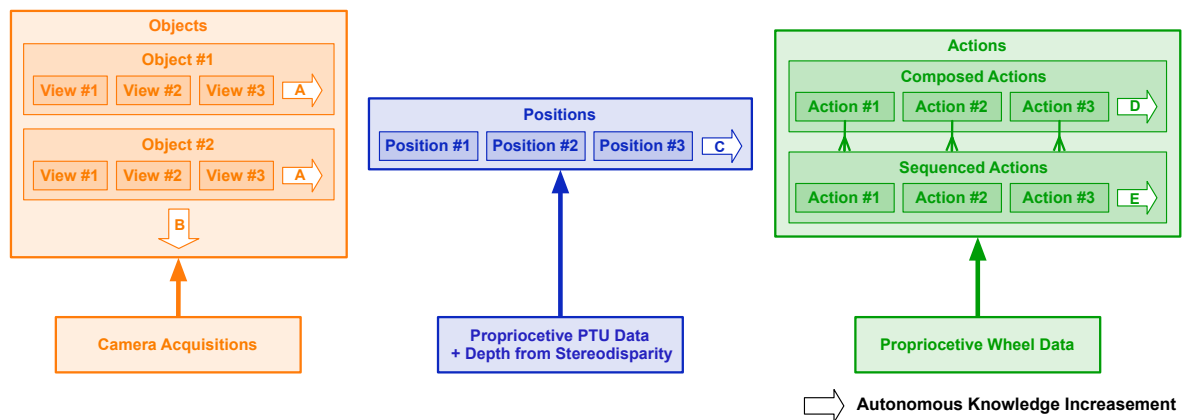 Objects
Object #1
View #1 View #2 View #3 A
Object #2
View #1 View #2 View #3 A
B
Camera Acquisitions
Positions
Position #1 Position #2 Position #3 C
Propriocetive PTU Data
+ Depth from Stereodisparity
Actions
Composed Actions
Action #1 Action #2 Action #3 D
Sequenced Actions
Action #1 Action #2 Action #3 E
Propriocetive Wheel Data
Autonomous Knowledge Increasement